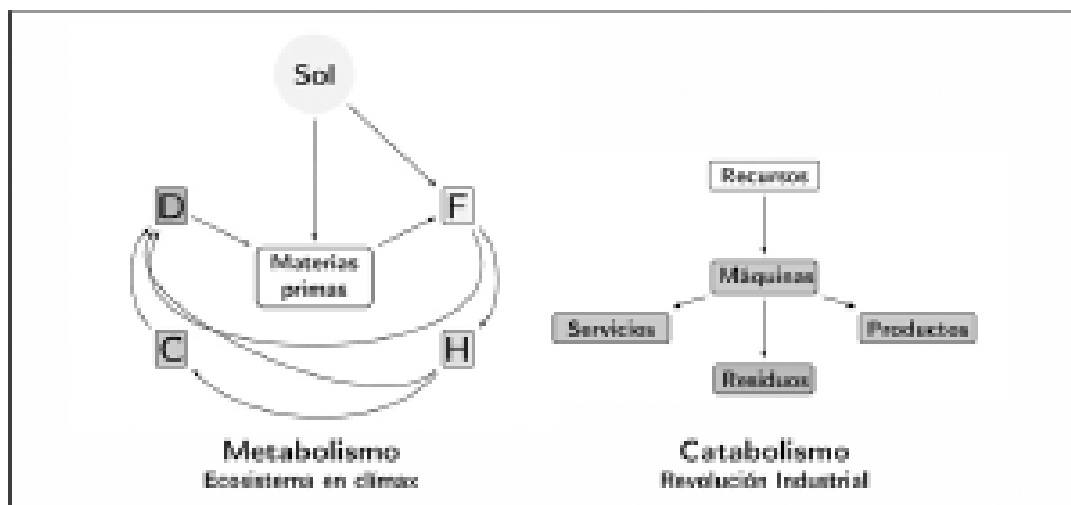 Sol
D
F
Materias
primas
C
H
Metabolismo
Ecosistema en clímax
Recursos
Máquinas
Servicios
Productos
Residuos
Catabolismo
Revolución Industrial